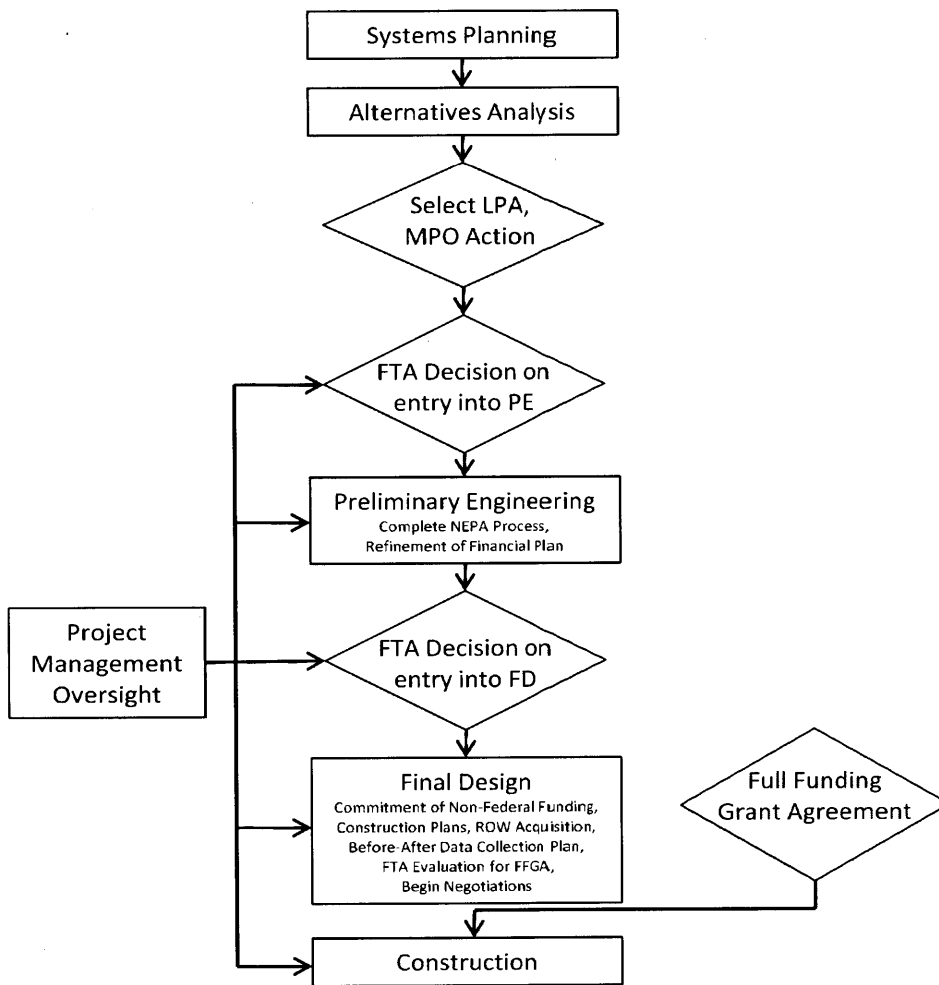 Systems Planning
Alternatives Analysis
Select LPA,
MPO Action
FTA Decision on
entry into PE
Preliminary Engineering
Complete NEPA Process,
Refinement of Financial Plan
Project
Management
Oversight
FTA Decision on
entry into FD
Final Design
Commitment of Non-Federal Funding,
Construction Plans, ROW Acquisition,
Before-After Data Collection Plan,
FTA Evaluation for FFGA,
Begin Negotiations
Full Funding
Grant Agreement
Construction